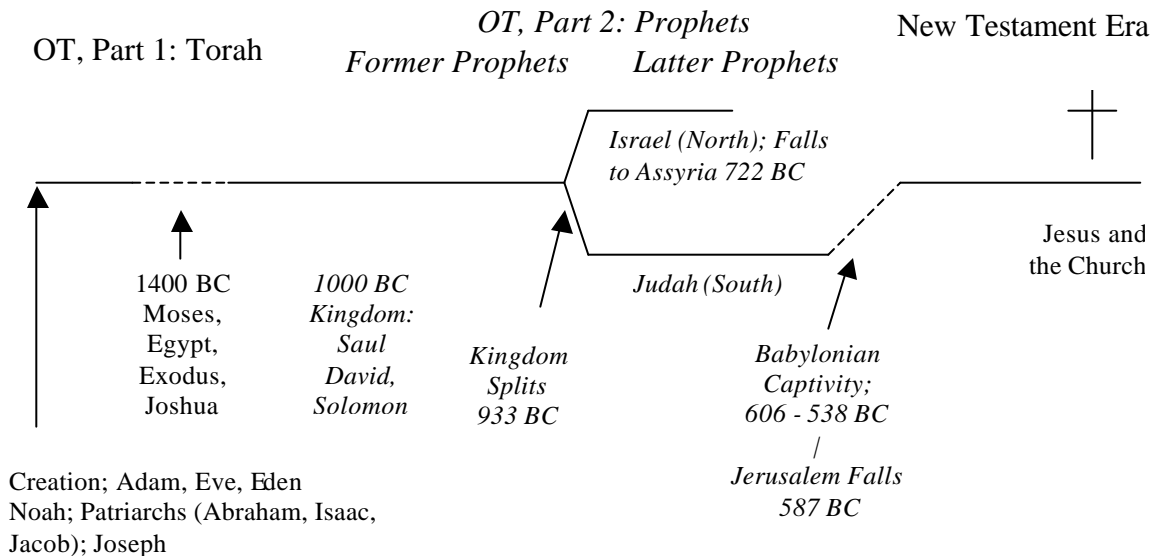 OT, Part 1: Torah
OT, Part 2: Prophets
Former Prophets
Latter Prophets
New Testament Era
Israel (North); Falls
to Assyria 722 BC
Judah (South)
Jesus and
the Church
1400 BC
Moses,
Egypt,
Exodus,
Joshua
1000 BC
Kingdom:
Saul
David,
Solomon
Kingdom
Splits
933 BC
Babylonian
Captivity;
606 - 538 BC
/
Jerusalem Falls
587 BC
Creation; Adam, Eve, Eden
Noah; Patriarchs (Abraham, Isaac,
Jacob); Joseph